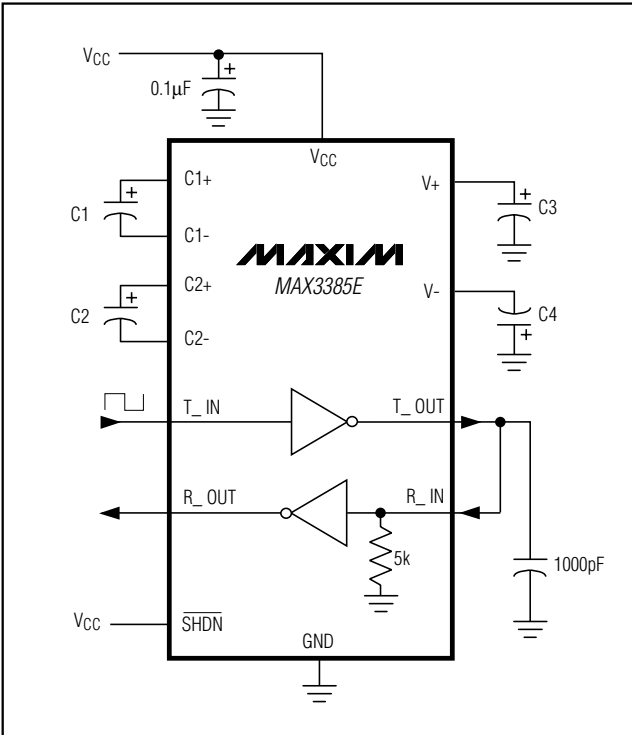 VCC
0.1µF
+
VCC
C1+
V+
+
+
C1
C3
C1-
MAXIM
MAX3385E
C2+
V-
+
C2
C4
C2-
+
T_ IN
T_ OUT
R_ OUT
R_ IN
5k
1000pF
VCC
SHDN
GND